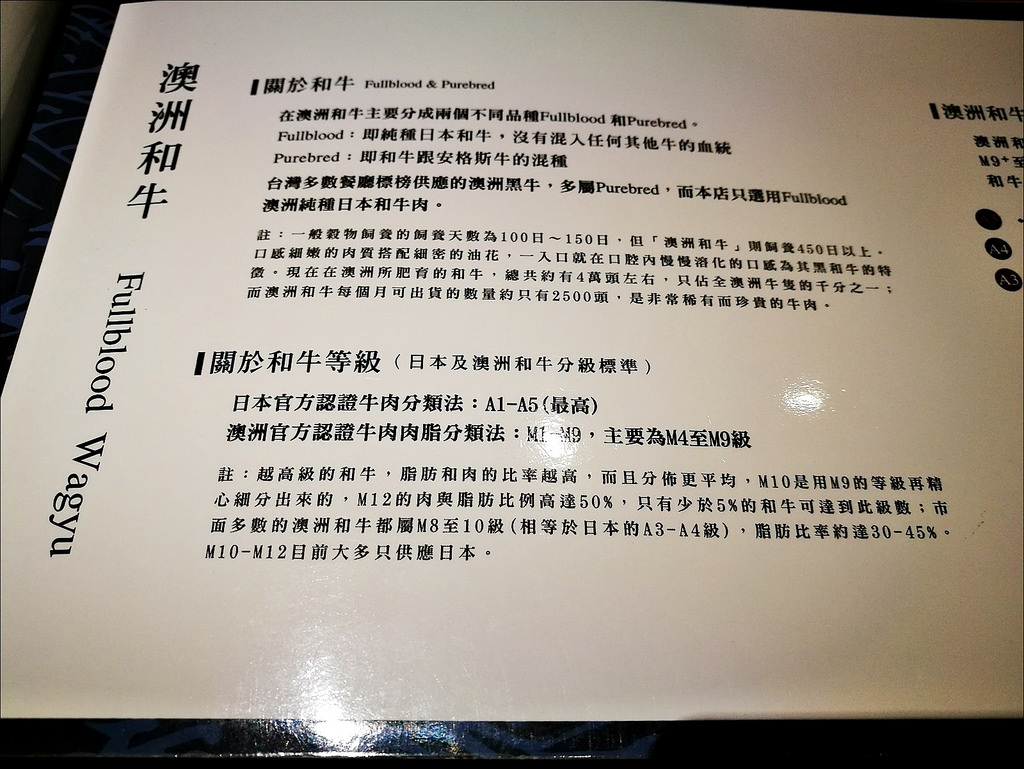 澳洲和牛
Fullblood Wagyu
關於和牛 Fullblood & Purebred
在澳洲和牛主要分成兩個不同品種Fullblood 和Purebred。
Fullblood：即純種日本和牛，沒有混入任何其他牛的血統
Purebred：即和牛跟安格斯牛的混種
台灣多數餐廳標榜供應的澳洲黑牛，多屬Purebred，而本店只選用Fullblood
澳洲純種日本和牛肉。
註：一般穀物飼養的飼養天數為100日～150日，但「澳洲和牛」則飼養450日以上。
口感細嫩的肉質搭配細密的油花，一入口就在口腔內慢慢溶化的口感為其黑和牛的特
徵。現在在澳洲所肥育的和牛，總共約有4萬頭左右，只佔全澳洲牛隻的千分之一；
而澳洲和牛每個月可出貨的數量約只有2500頭，是非常稀有而珍貴的牛肉。
關於和牛等級（日本及澳洲和牛分級標準）
日本官方認證牛肉分類法：A1-A5(最高)
澳洲官方認證牛肉肉脂分類法：M1-M9，主要為M4至M9級
註：越高級的和牛，脂肪和肉的比率越高，而且分佈更平均，M10是用M9的等級再精
心細分出來的，M12的肉與脂肪比例高達50%，只有少於5%的和牛可達到此級數；市
面多數的澳洲和牛都屬M8至10級(相等於日本的A3-A4級)，脂肪比率約達30-45%。
M10-M12目前大多只供應日本。
澳洲和牛
澳洲和
M9+至
和牛
A4
A3